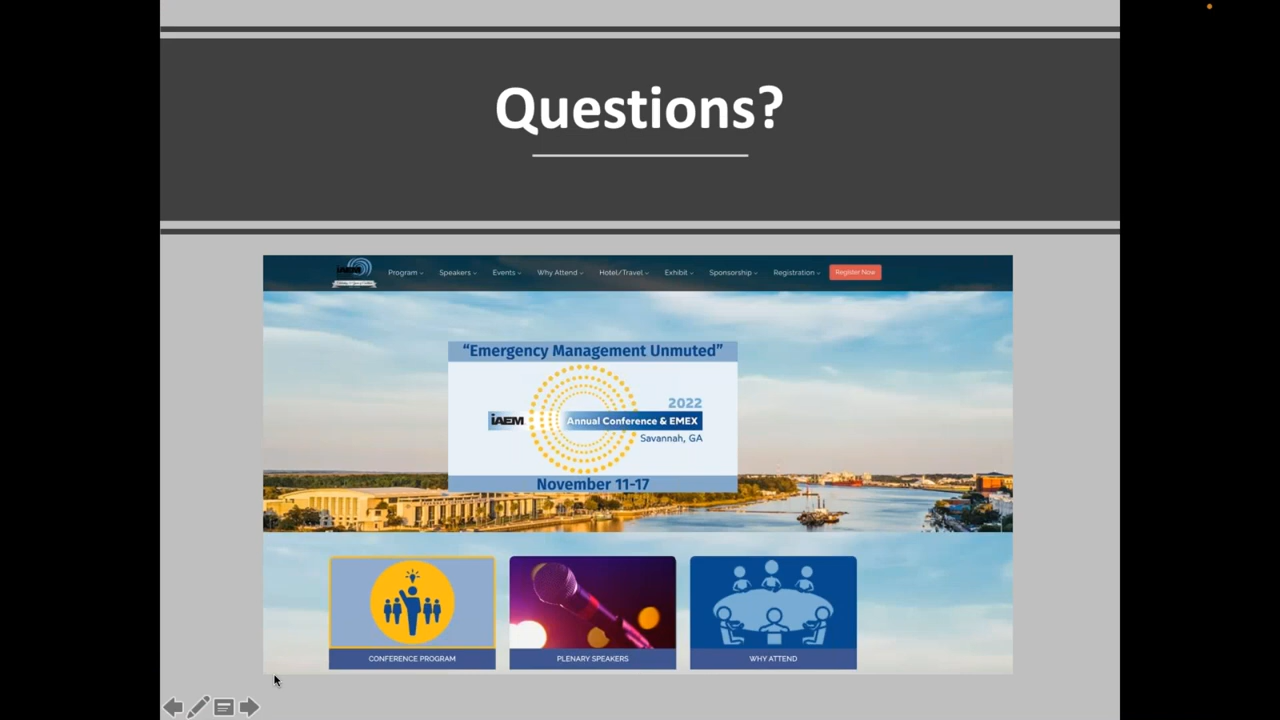 Questions?
iAEM
Program Speakers Events Why Attend Hotel/Travel Exhibit Sponsorship Registration Register Now
“Emergency Management Unmuted”
2022
iAEM Annual Conference & EMEX
Savannah, GA
November 11-17
CONFERENCE PROGRAM PLENARY SPEAKERS WHY ATTEND